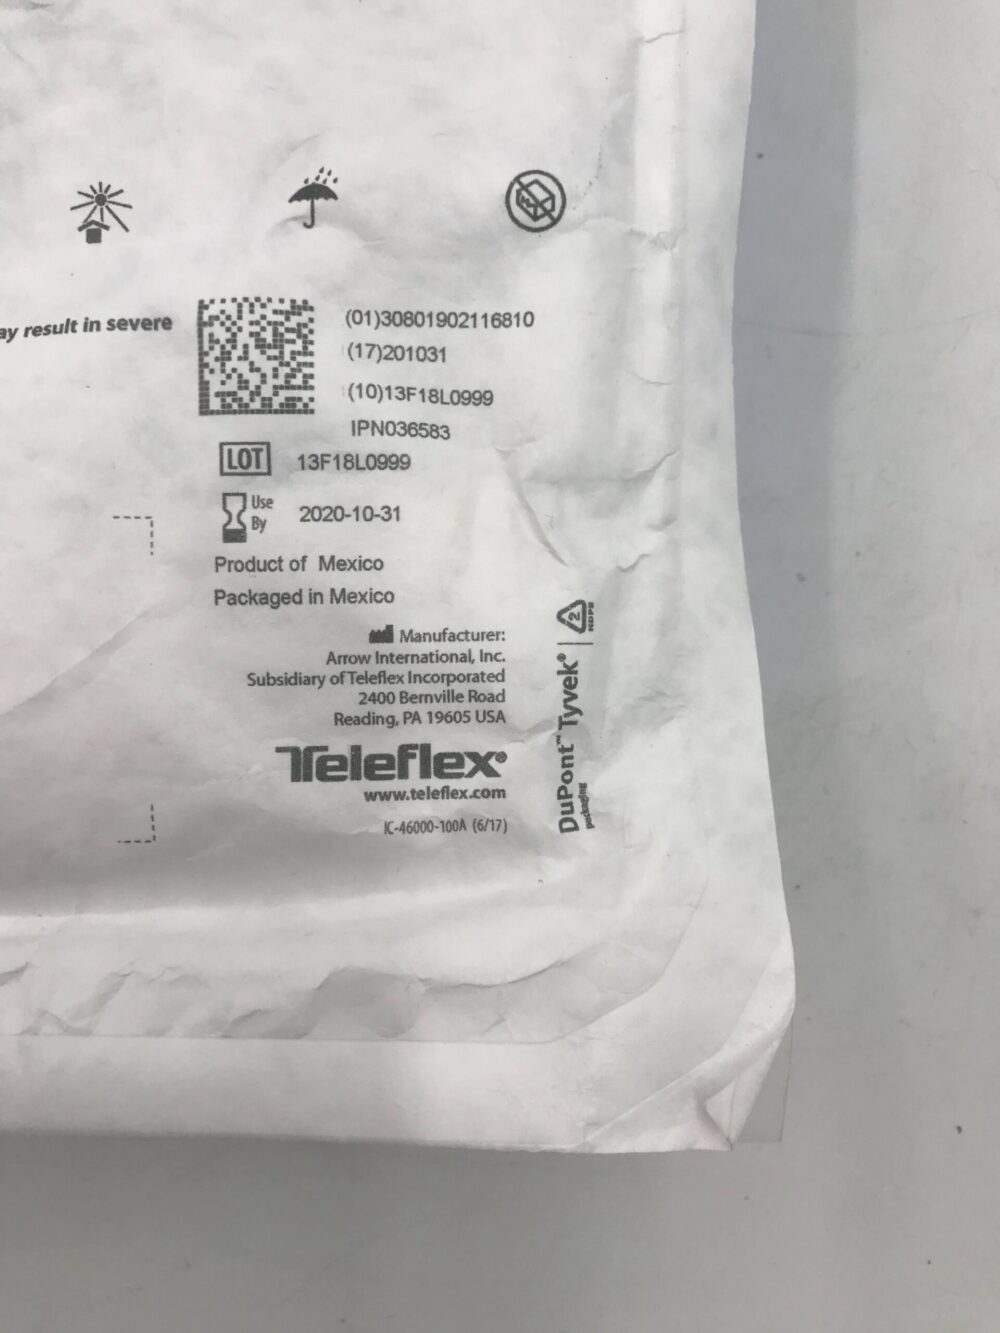 ay result in severe
(01)30801902116810
(17)201031
(10)13F18L0999
IPN036583
LOT 13F18L0999
Use By 2020-10-31
Product of Mexico
Packaged in Mexico
Manufacturer:
Arrow International, Inc.
Subsidiary of Teleflex Incorporated
2400 Bernville Road
Reading, PA 19605 USA
Teleflex®
www.teleflex.com
IC-46000-100A (6/17)
DuPont™ Tyvek®
packaging
2
HDPE